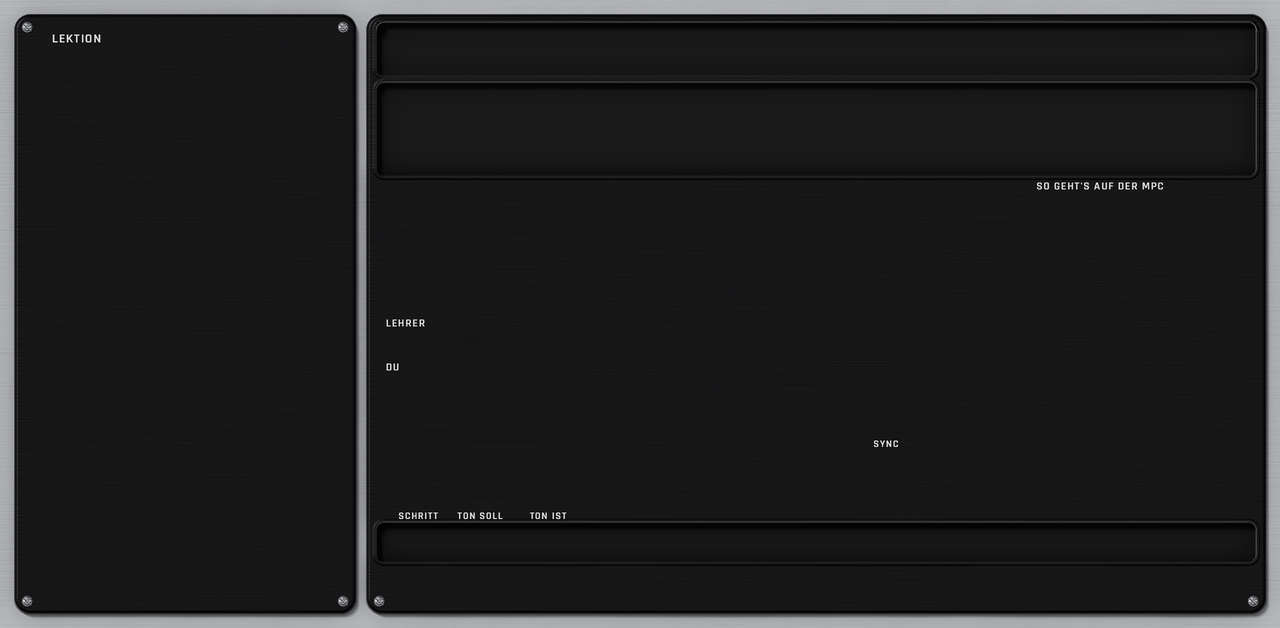 LEKTION
SO GEHT'S AUF DER MPC
LEHRER
DU
SYNC
SCHRITT TON SOLL TON IST